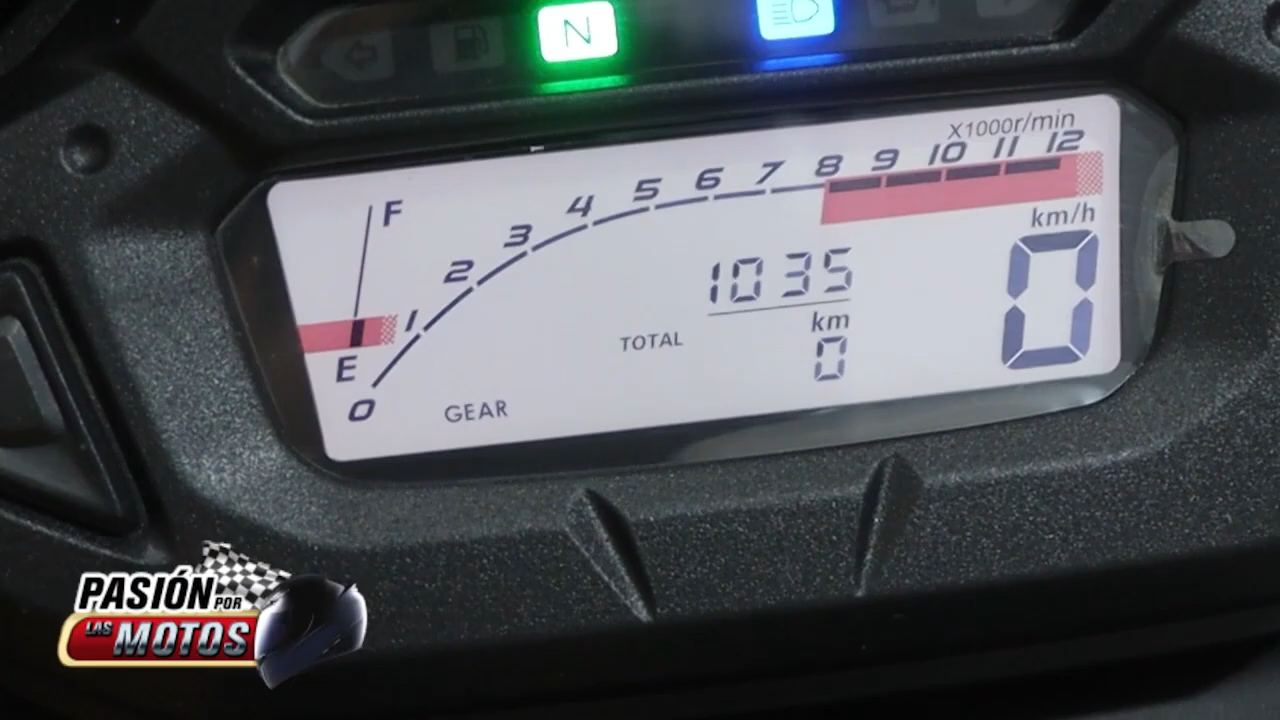 N
X1000r/min
0 1 2 3 4 5 6 7 8 9 10 11 12
F
E
km/h
0
1035
km
TOTAL
0
GEAR
PASIÓN POR
LAS MOTOS